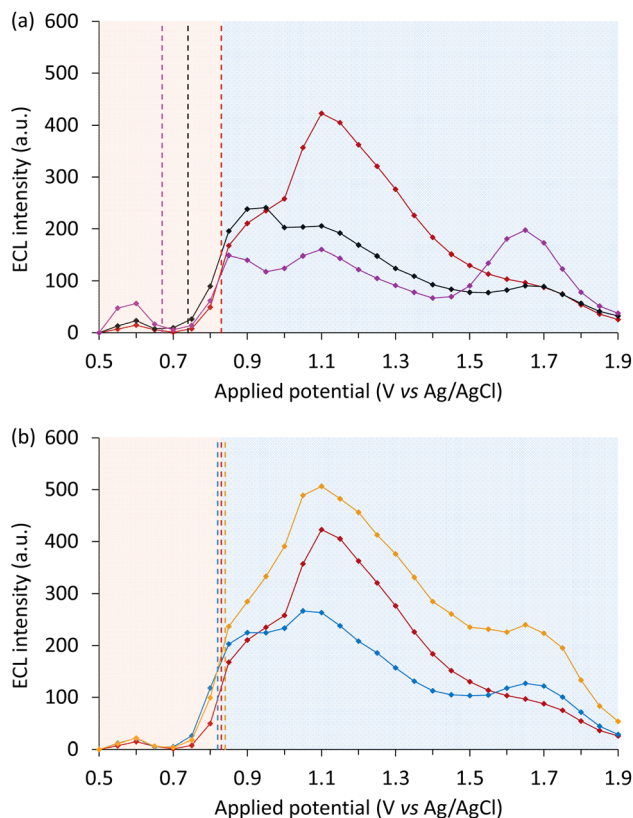 (a)
600
500
400
300
200
100
0
ECL intensity (a.u.)
0.5 0.7 0.9 1.1 1.3 1.5 1.7 1.9
Applied potential (V vs Ag/AgCl)
(b)
600
500
400
300
200
100
0
ECL intensity (a.u.)
0.5 0.7 0.9 1.1 1.3 1.5 1.7 1.9
Applied potential (V vs Ag/AgCl)